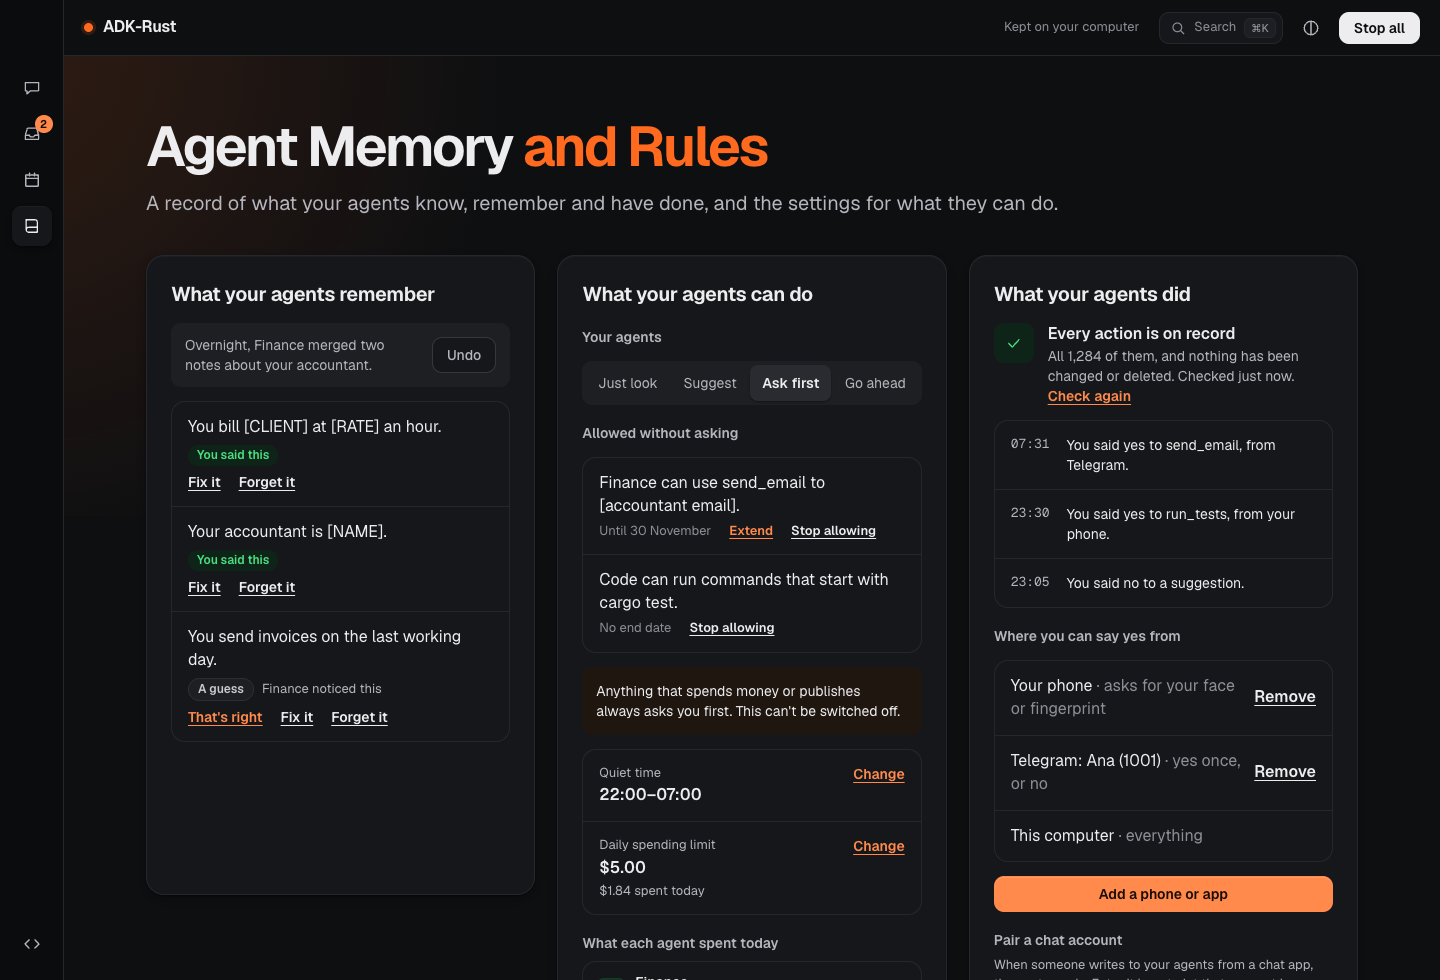 ADK-Rust
Kept on your computer
Search ⌘K
Stop all
2
Agent Memory and Rules
A record of what your agents know, remember and have done, and the settings for what they can do.
What your agents remember
Overnight, Finance merged two
notes about your accountant.
Undo
You bill [CLIENT] at [RATE] an hour.
You said this
Fix it Forget it
Your accountant is [NAME].
You said this
Fix it Forget it
You send invoices on the last working
day.
A guess Finance noticed this
That's right Fix it Forget it
What your agents can do
Your agents
Just look Suggest Ask first Go ahead
Allowed without asking
Finance can use send_email to
[accountant email].
Until 30 November Extend Stop allowing
Code can run commands that start with
cargo test.
No end date Stop allowing
Anything that spends money or publishes
always asks you first. This can't be switched off.
Quiet time
22:00–07:00
Change
Daily spending limit
$5.00
$1.84 spent today
Change
What each agent spent today
What your agents did
Every action is on record
All 1,284 of them, and nothing has been
changed or deleted. Checked just now.
Check again
07:31 You said yes to send_email, from
Telegram.
23:30 You said yes to run_tests, from your
phone.
23:05 You said no to a suggestion.
Where you can say yes from
Your phone · asks for your face
or fingerprint
Remove
Telegram: Ana (1001) · yes once,
or no
Remove
This computer · everything
Add a phone or app
Pair a chat account
When someone writes to your agents from a chat app,